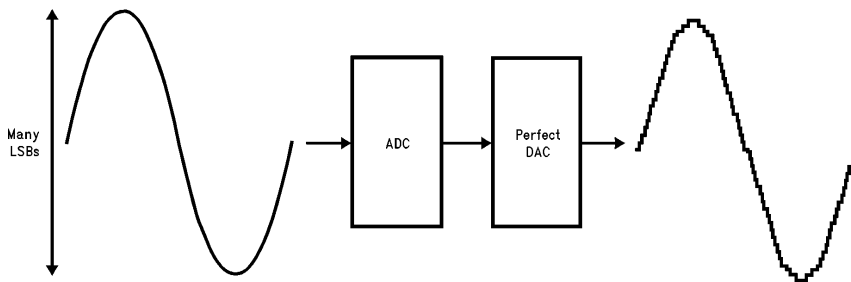 Many
LSBs
ADC
Perfect
DAC